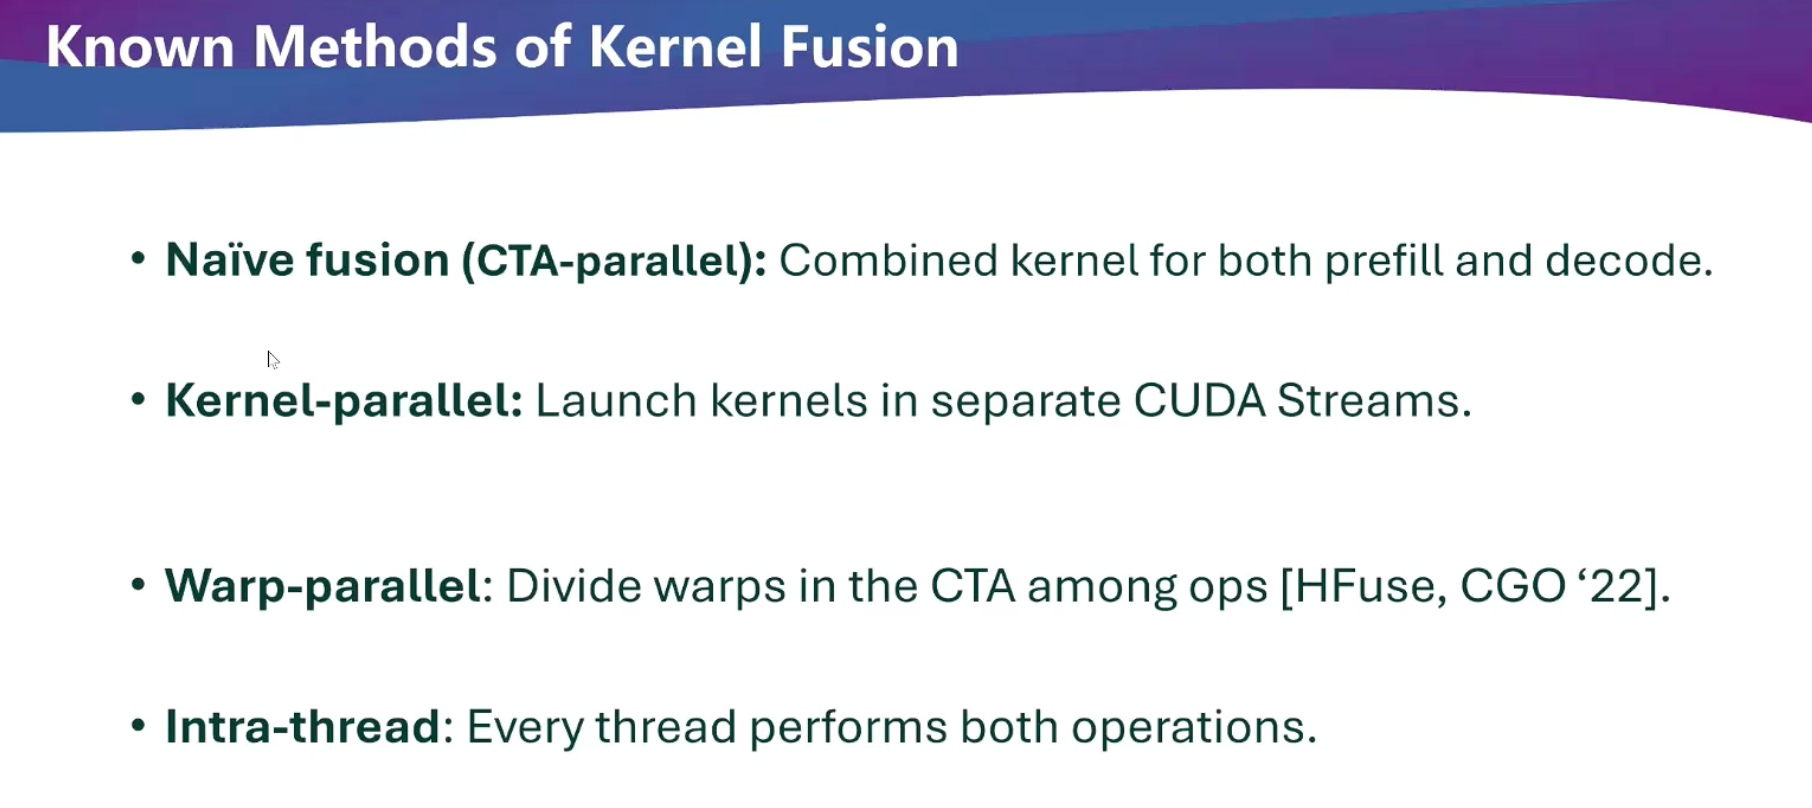 Known Methods of Kernel Fusion
• Naïve fusion (CTA-parallel): Combined kernel for both prefill and decode.
• Kernel-parallel: Launch kernels in separate CUDA Streams.
• Warp-parallel: Divide warps in the CTA among ops [HFuse, CGO ‘22].
• Intra-thread: Every thread performs both operations.